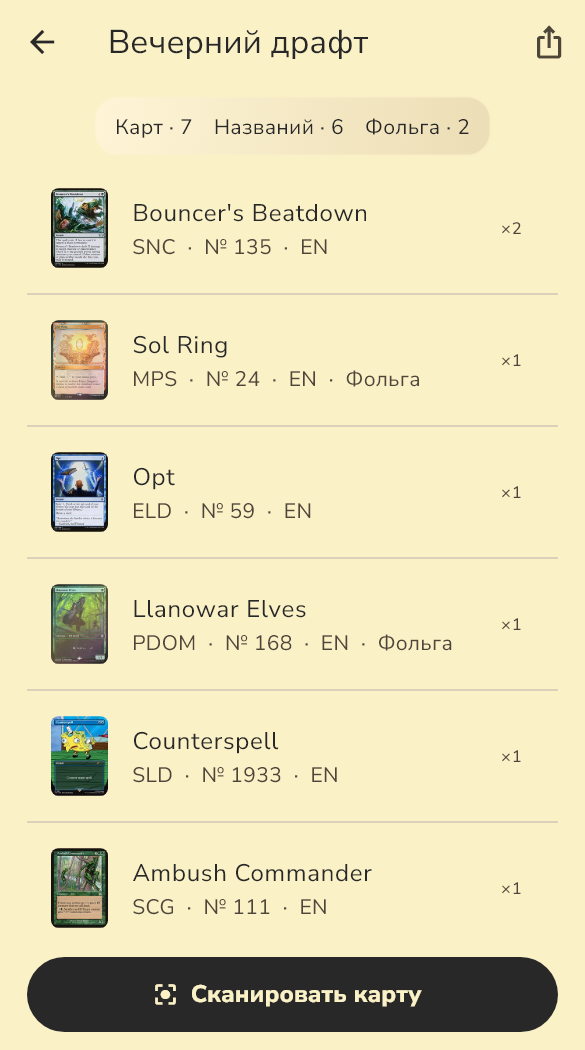 Вечерний драфт
Карт · 7 Названий · 6 Фольга · 2
Bouncer's Beatdown
SNC · № 135 · EN
×2
Sol Ring
MPS · № 24 · EN · Фольга
×1
Opt
ELD · № 59 · EN
×1
Llanowar Elves
PDOM · № 168 · EN · Фольга
×1
Counterspell
SLD · № 1933 · EN
×1
Ambush Commander
SCG · № 111 · EN
×1
Сканировать карту